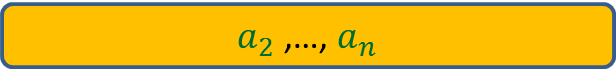 a₂ ,..., aₙ